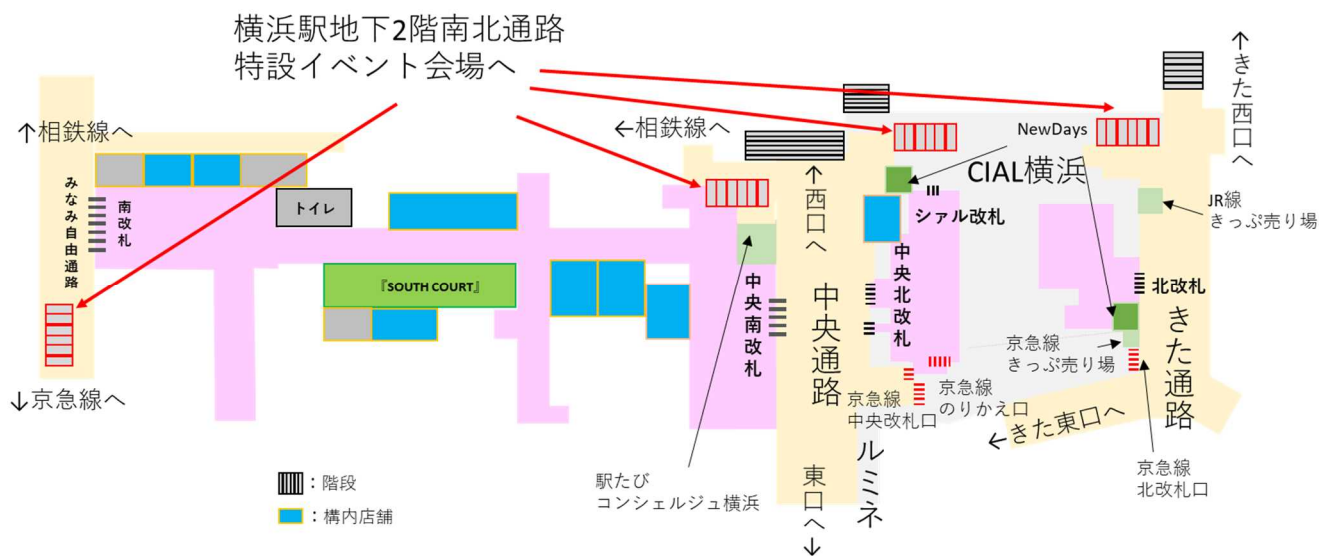 横浜駅地下2階南北通路
特設イベント会場へ
↑相鉄線へ
みなみ自由通路
南改札
トイレ
『SOUTH COURT』
↓京急線へ
←相鉄線へ
↑西口へ
中央通路
東口へ↓
中央南改札
駅たび
コンシェルジュ横浜
NewDays
CIAL横浜
シァル改札
中央北改札
京急線
中央改札口
京急線
のりかえ口
ルミネ
↑きた西口へ
JR線
きっぷ売り場
北改札
きた通路
京急線
きっぷ売り場
←きた東口へ
京急線
北改札口
：階段
：構内店舗